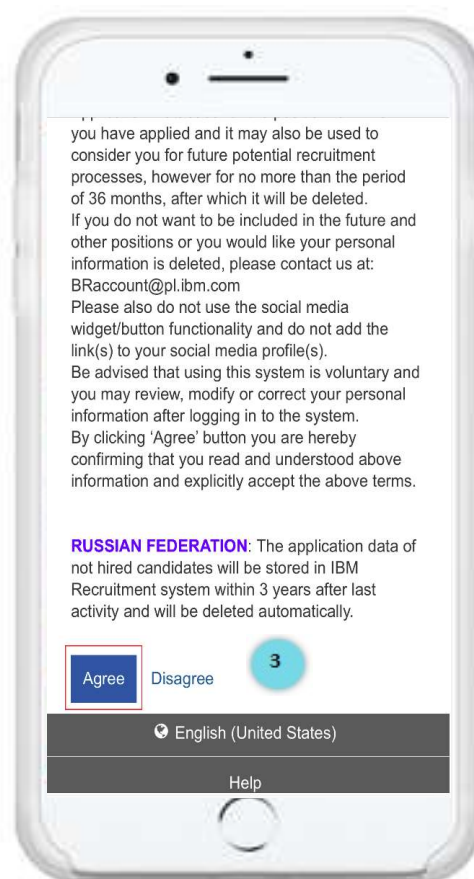 you have applied and it may also be used to
consider you for future potential recruitment
processes, however for no more than the period
of 36 months, after which it will be deleted.
If you do not want to be included in the future and
other positions or you would like your personal
information is deleted, please contact us at:
BRaccount@pl.ibm.com
Please also do not use the social media
widget/button functionality and do not add the
link(s) to your social media profile(s).
Be advised that using this system is voluntary and
you may review, modify or correct your personal
information after logging in to the system.
By clicking ‘Agree’ button you are hereby
confirming that you read and understood above
information and explicitly accept the above terms.
RUSSIAN FEDERATION: The application data of
not hired candidates will be stored in IBM
Recruitment system within 3 years after last
activity and will be deleted automatically.
Agree Disagree 3
English (United States)
Help